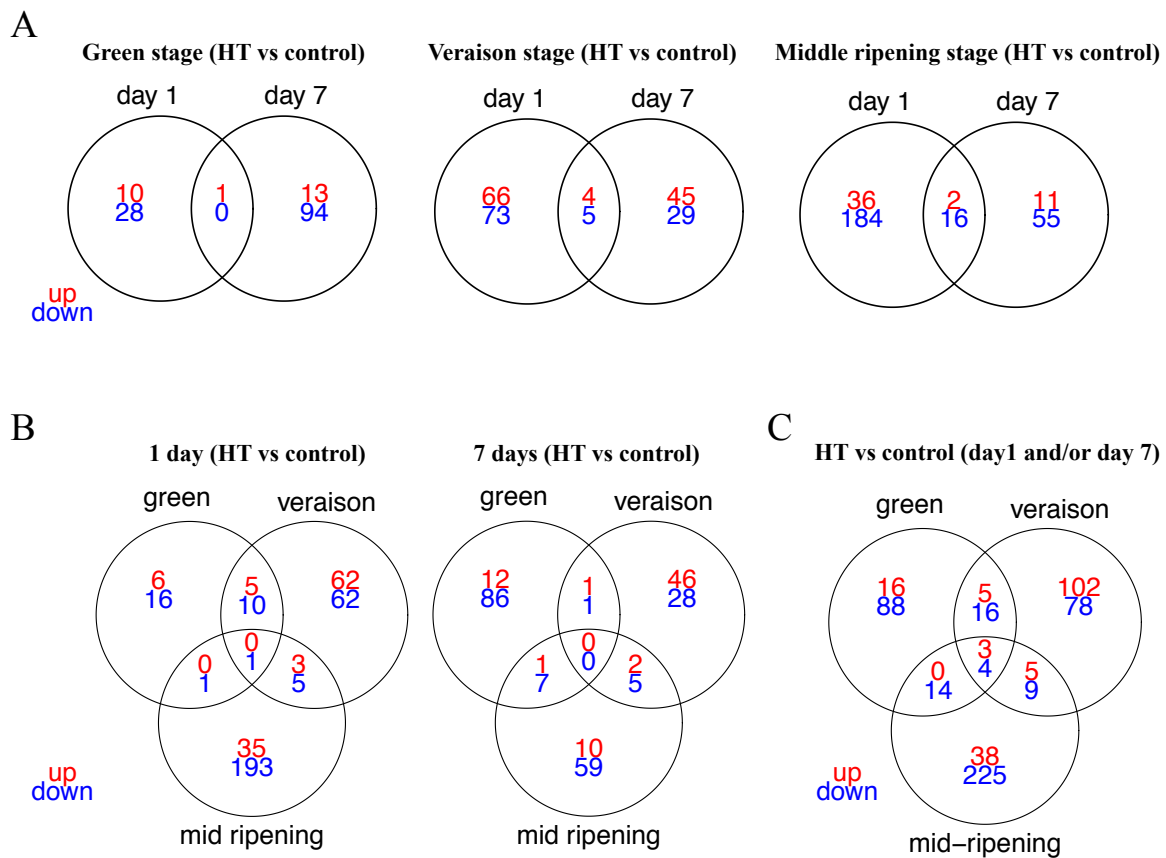 A
Green stage (HT vs control)
Veraison stage (HT vs control)
Middle ripening stage (HT vs control)
day 1
day 7
day 1
day 7
day 1
day 7
10
28
1
0
13
94
66
73
4
5
45
29
36
184
2
16
11
55
up
down
B
1 day (HT vs control)
7 days (HT vs control)
C
HT vs control (day1 and/or day 7)
green
veraison
6
16
5
10
62
62
0
1
0
1
3
5
35
193
mid ripening
green
veraison
12
86
1
1
46
28
0
0
1
7
2
5
10
59
mid ripening
up
down
green
veraison
16
88
5
16
102
78
3
4
0
14
5
9
38
225
mid-ripening
up
down